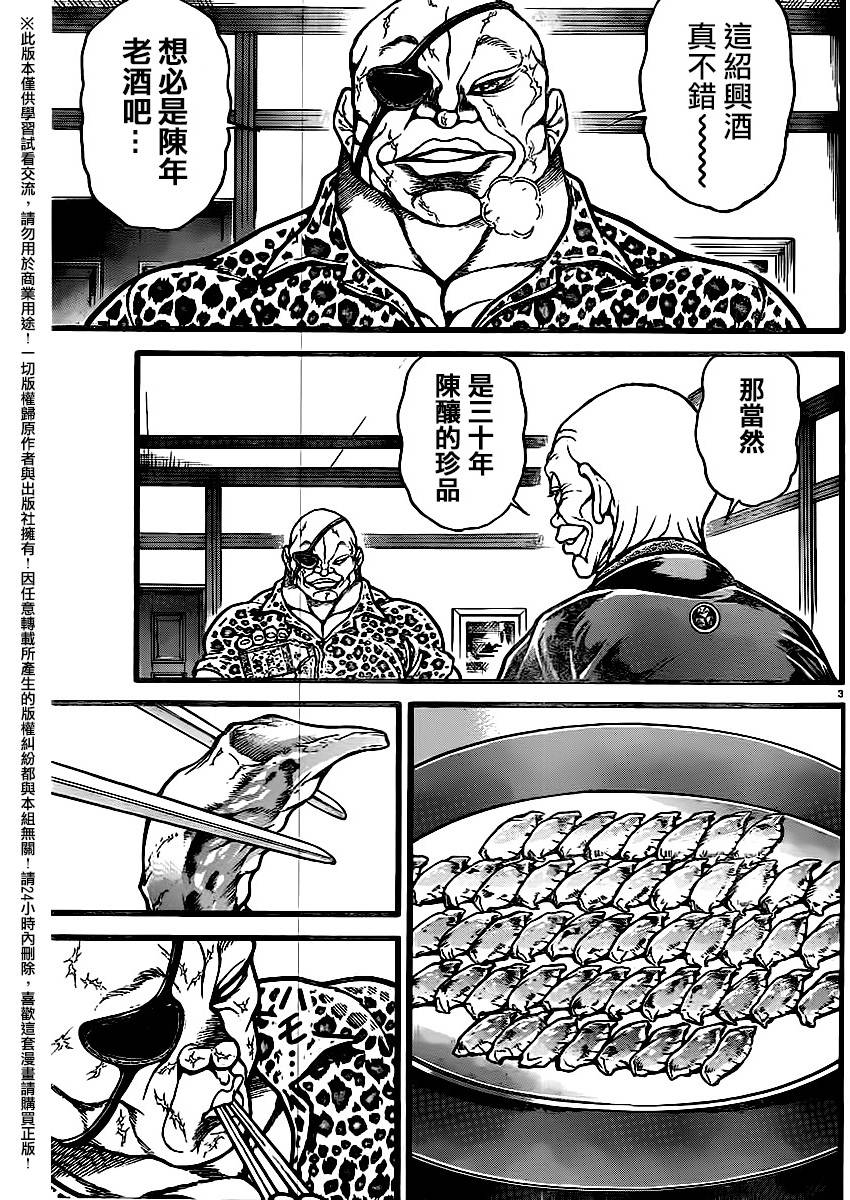 這紹興酒
真不錯~~~
想必是陳年
老酒吧…
那當然
是三十年
陳釀的珍品
3
モ…
※此版本僅供學習試看交流，請勿用於商業用途！一切版權歸原作者與出版社擁有！因任意轉載所產生的版權糾紛都與本組無關！請24小時內刪除，喜歡這套漫畫請購買正版！